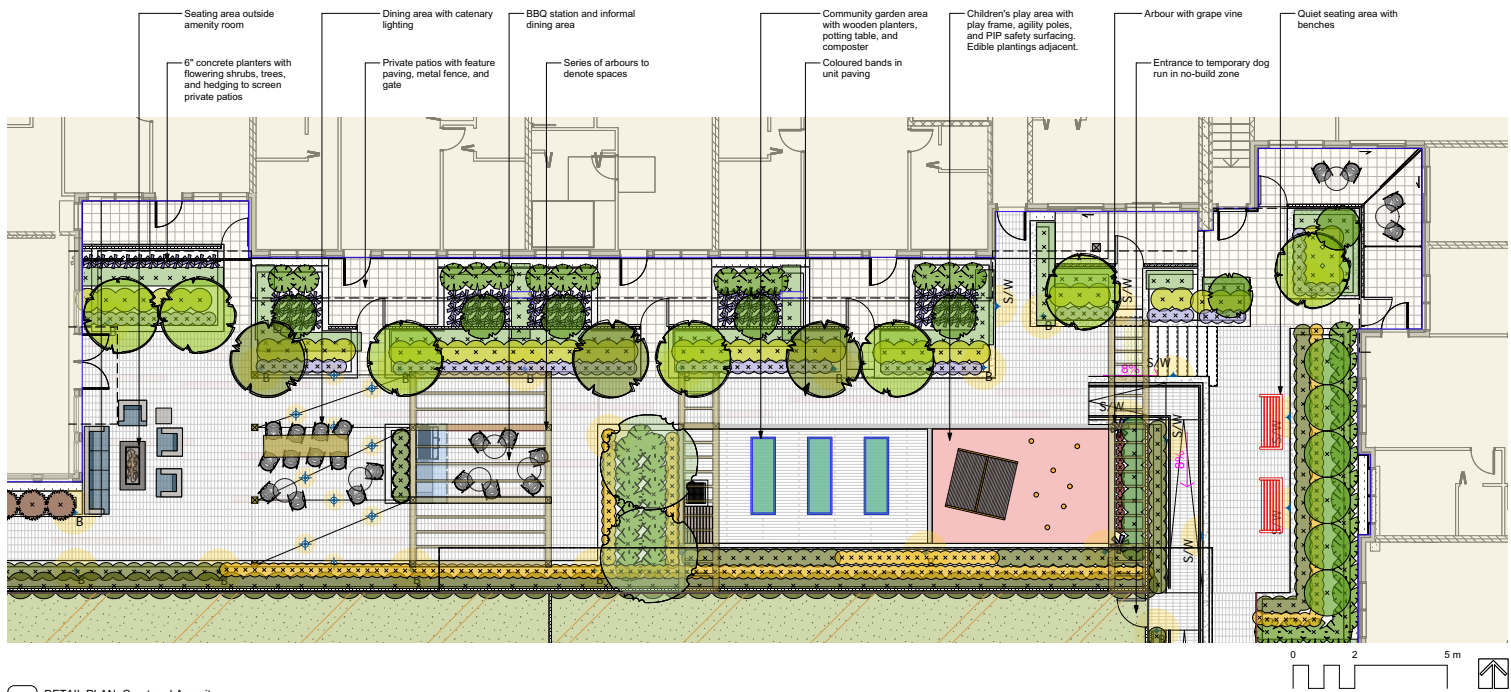 Seating area outside
amenity room
Dining area with catenary
lighting
BBQ station and informal
dining area
Community garden area
with wooden planters,
potting table, and
composter
Children's play area with
play frame, agility poles,
and PIP safety surfacing.
Edible plantings adjacent.
Arbour with grape vine
Quiet seating area with
benches
6" concrete planters with
flowering shrubs, trees,
and hedging to screen
private patios
Private patios with feature
paving, metal fence, and
gate
Series of arbours to
denote spaces
Coloured bands in
unit paving
Entrance to temporary dog
run in no-build zone
S/W
S/W
B
8%
S/W
B
B
B
B
S/W
S/W
S/W
8%
S/W
S/W
S/W
B
B
B
B
0
2
5 m